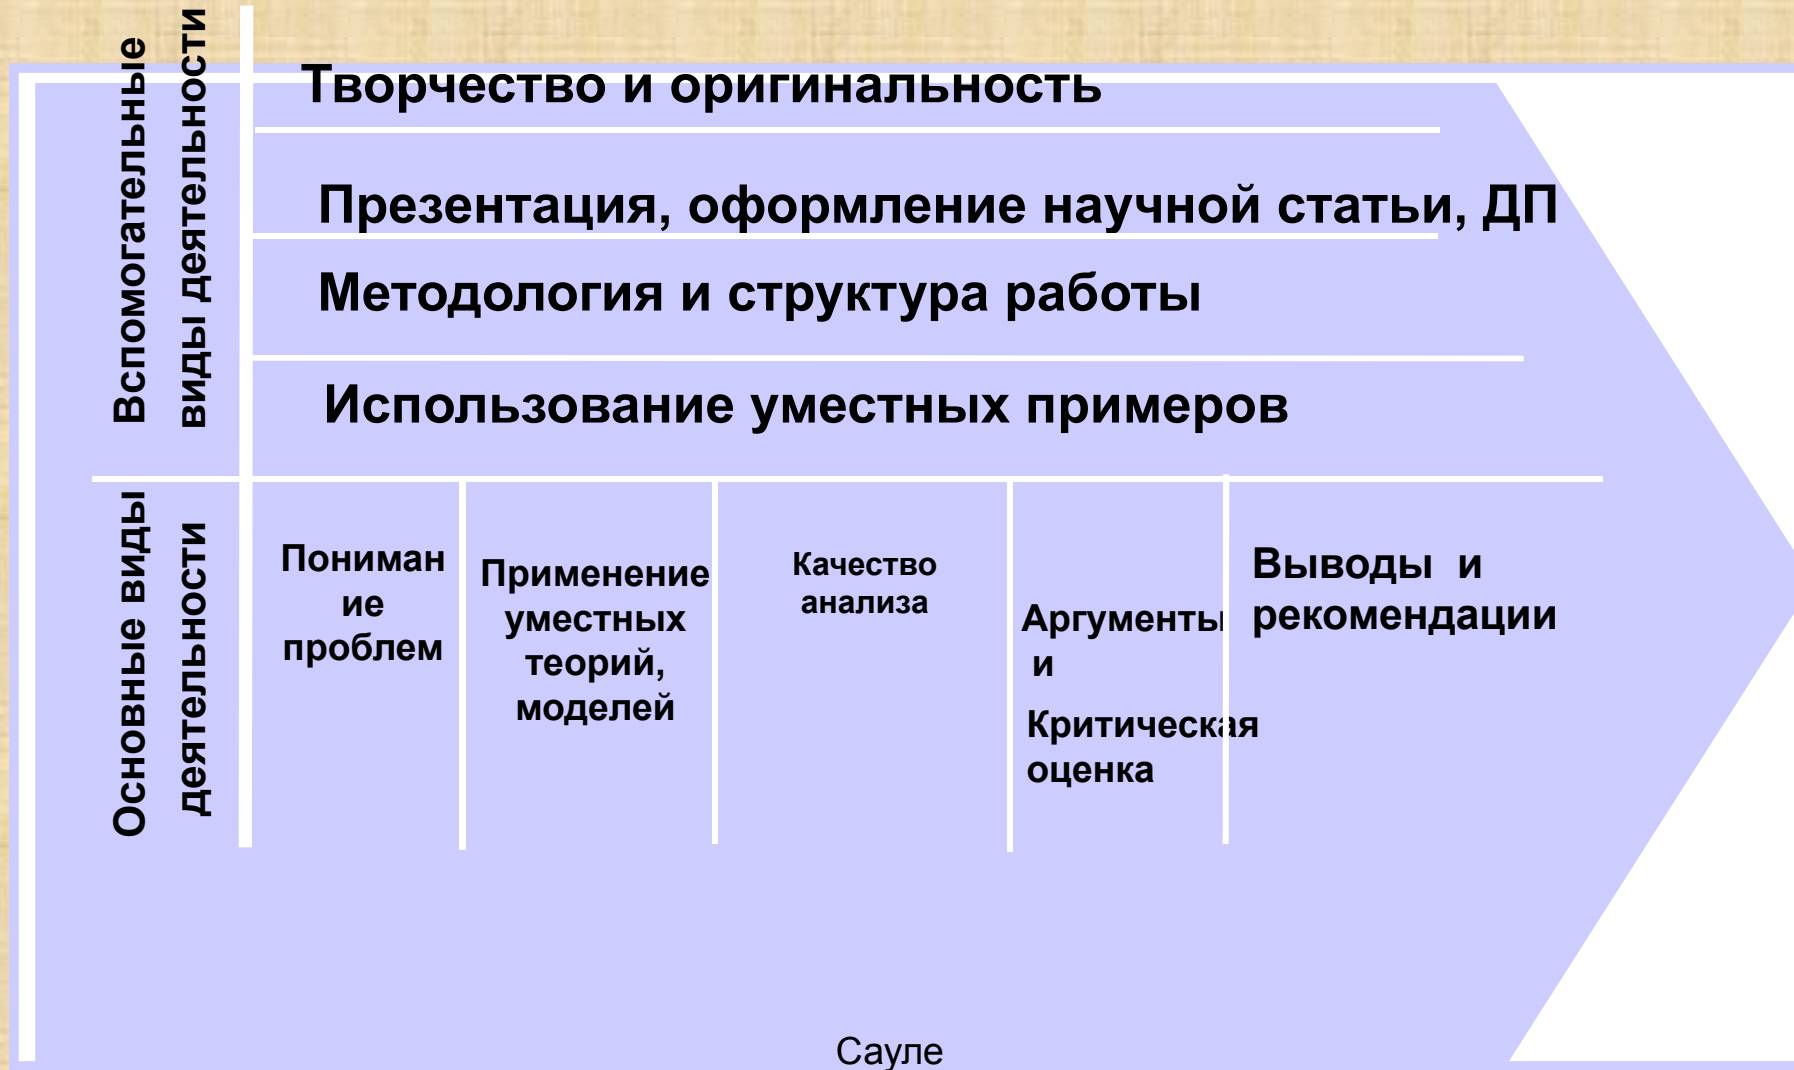 Вспомогательные
виды деятельности
Творчество и оригинальность
Презентация, оформление научной статьи, ДП
Методология и структура работы
Использование уместных примеров
Основные виды
деятельности
Пониман
ие
проблем
Применение
уместных
теорий,
моделей
Качество
анализа
Аргументы
и
Критическая
оценка
Выводы и
рекомендации
Сауле